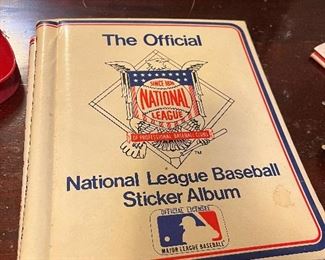 The Official
SINCE 1876
NATIONAL
LEAGUE
OF PROFESSIONAL BASEBALL CLUBS
TM
National League Baseball
Sticker Album
OFFICIAL LICENSEE
MAJOR LEAGUE BASEBALL